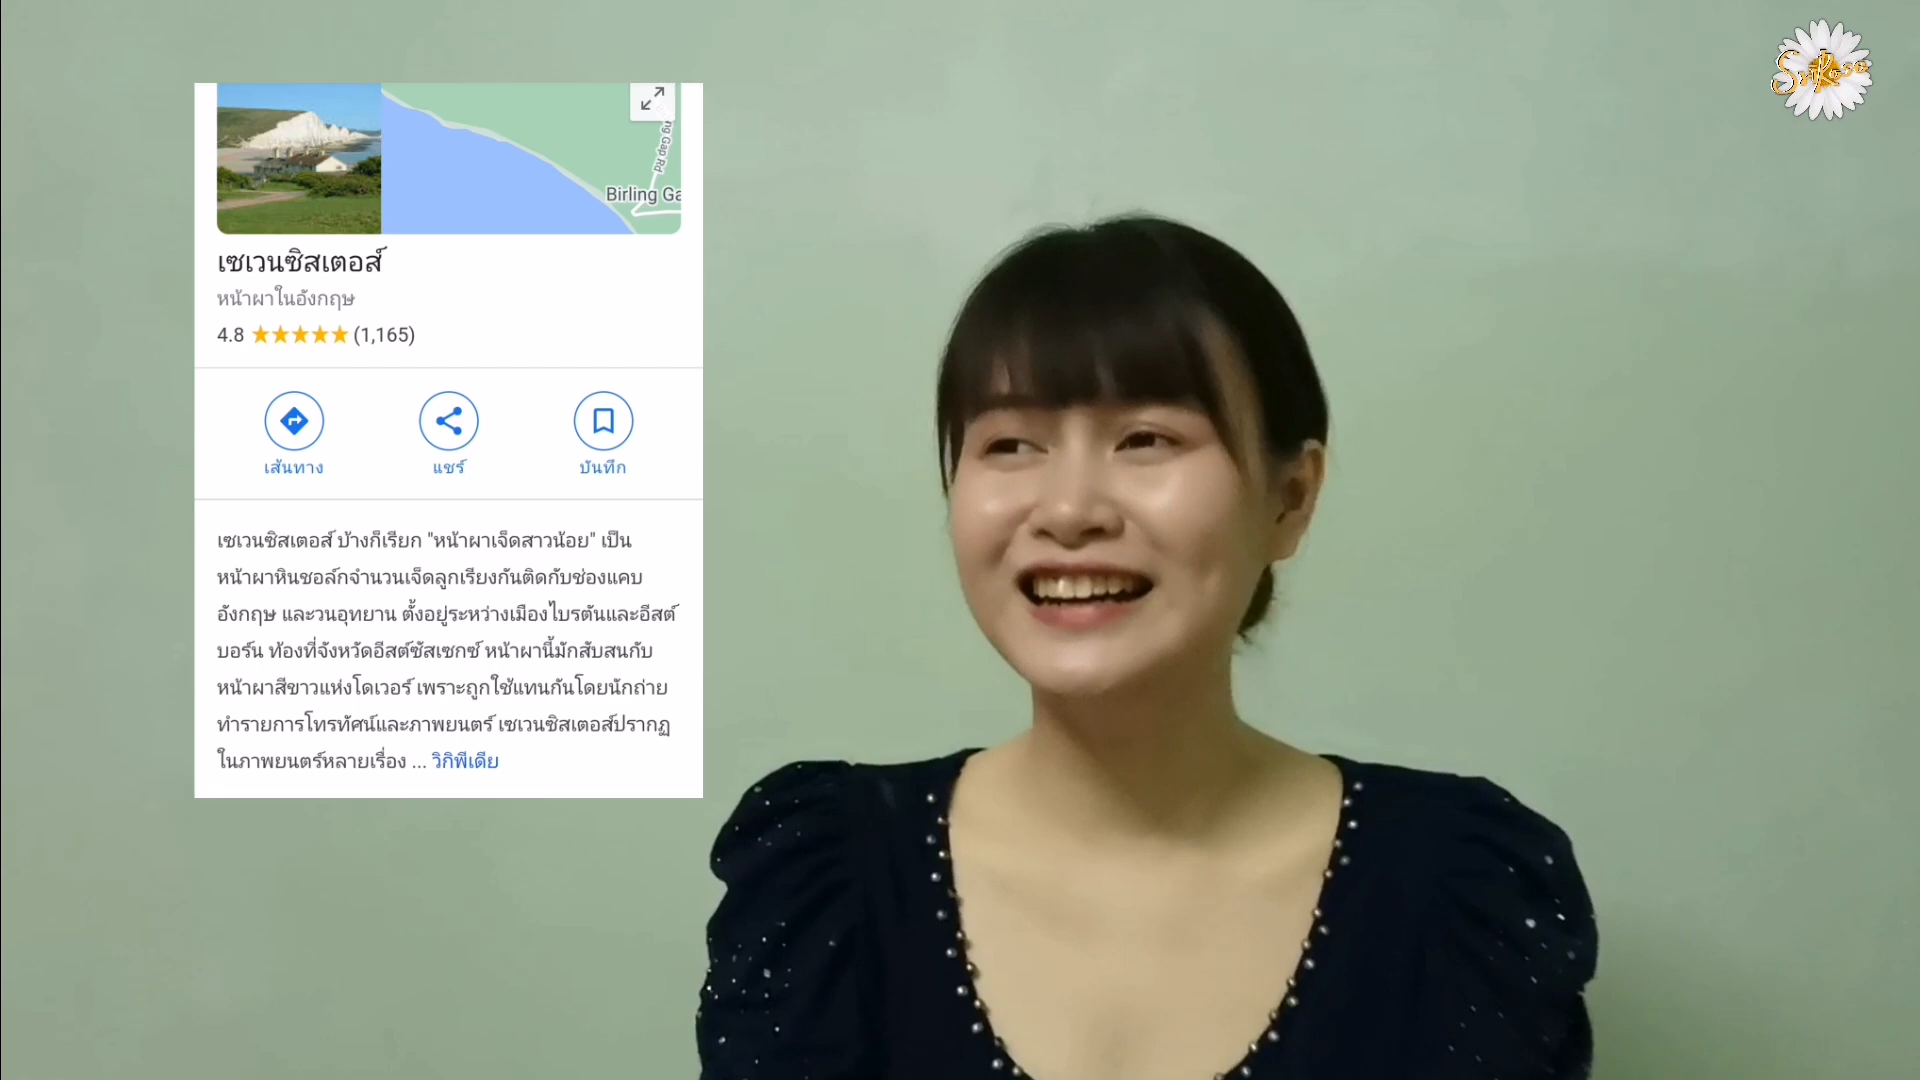 SriRose
ng Gap Rd
Birling Ga
เซเวนซิสเตอส์
หน้าผาในอังกฤษ
4.8 ★★★★★ (1,165)
เส้นทาง
แชร์
บันทึก
เซเวนซิสเตอส์ บ้างก็เรียก "หน้าผาเจ็ดสาวน้อย" เป็น
หน้าผาหินชอล์กจำนวนเจ็ดลูกเรียงกันติดกับช่องแคบ
อังกฤษ และวนอุทยาน ตั้งอยู่ระหว่างเมืองไบรตันและอีสต์
บอร์น ท้องที่จังหวัดอีสต์ซัสเซกซ์ หน้าผานี้มักสับสนกับ
หน้าผาสีขาวแห่งโดเวอร์ เพราะถูกใช้แทนกันโดยนักถ่าย
ทำรายการโทรทัศน์และภาพยนตร์ เซเวนซิสเตอส์ปรากฏ
ในภาพยนตร์หลายเรื่อง ... วิกิพีเดีย